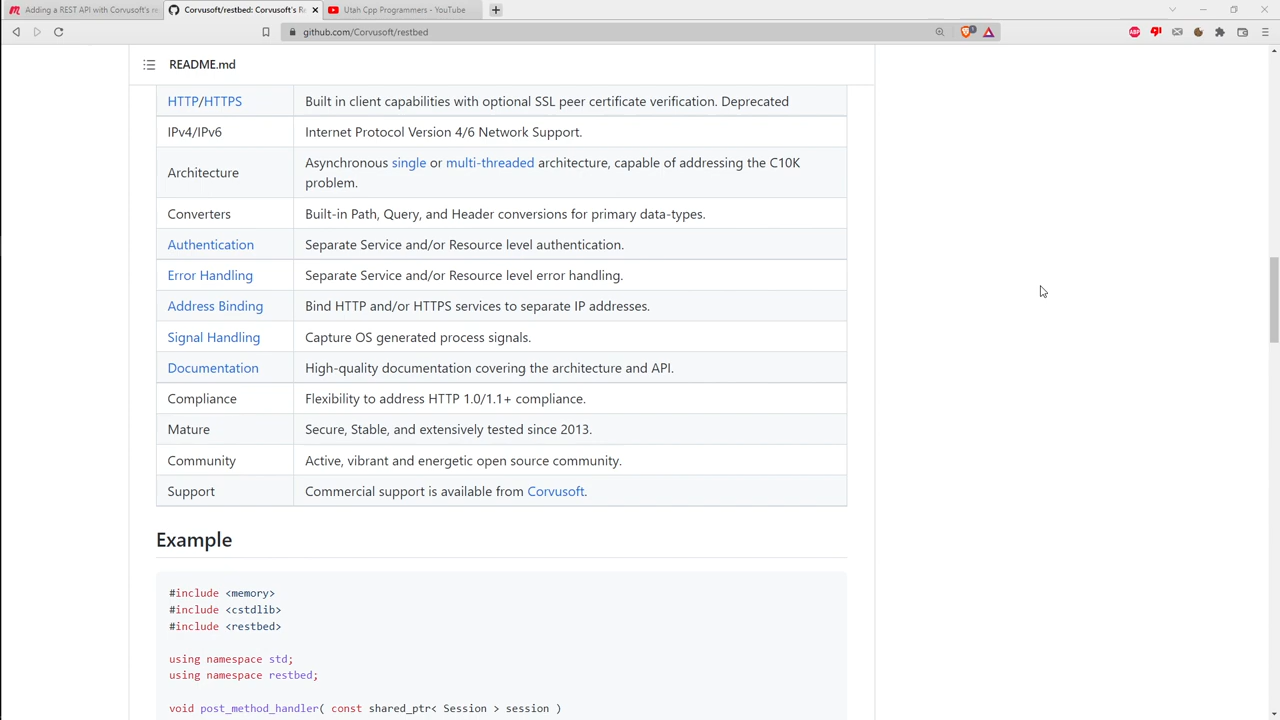 Adding a REST API with Corvusoft's re
Corvusoft/restbed: Corvusoft's Re
Utah Cpp Programmers - YouTube
github.com/Corvusoft/restbed
README.md
HTTP/HTTPS Built in client capabilities with optional SSL peer certificate verification. Deprecated
IPv4/IPv6 Internet Protocol Version 4/6 Network Support.
Architecture Asynchronous single or multi-threaded architecture, capable of addressing the C10K
problem.
Converters Built-in Path, Query, and Header conversions for primary data-types.
Authentication Separate Service and/or Resource level authentication.
Error Handling Separate Service and/or Resource level error handling.
Address Binding Bind HTTP and/or HTTPS services to separate IP addresses.
Signal Handling Capture OS generated process signals.
Documentation High-quality documentation covering the architecture and API.
Compliance Flexibility to address HTTP 1.0/1.1+ compliance.
Mature Secure, Stable, and extensively tested since 2013.
Community Active, vibrant and energetic open source community.
Support Commercial support is available from Corvusoft.
Example
#include <memory>
#include <cstdlib>
#include <restbed>
using namespace std;
using namespace restbed;
void post_method_handler( const shared_ptr< Session > session )